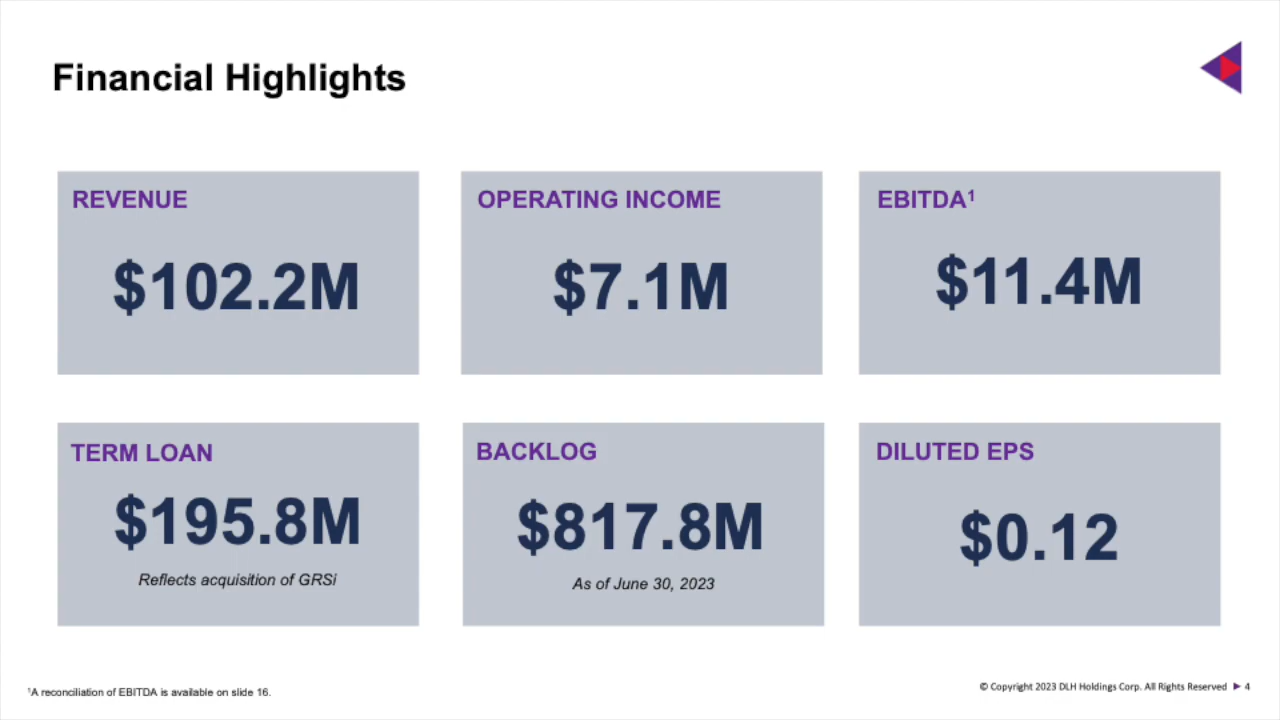 Financial Highlights
REVENUE
$102.2M
OPERATING INCOME
$7.1M
EBITDA¹
$11.4M
TERM LOAN
$195.8M
Reflects acquisition of GRSi
BACKLOG
$817.8M
As of June 30, 2023
DILUTED EPS
$0.12
¹A reconciliation of EBITDA is available on slide 16.
© Copyright 2023 DLH Holdings Corp. All Rights Reserved ▶ 4